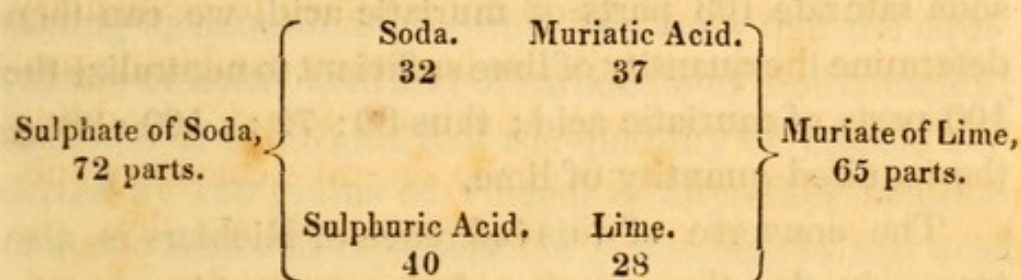 Soda. Muriatic Acid.
32 37
Sulphate of Soda, Muriate of Lime,
72 parts. 65 parts.
Sulphuric Acid. Lime.
40 28